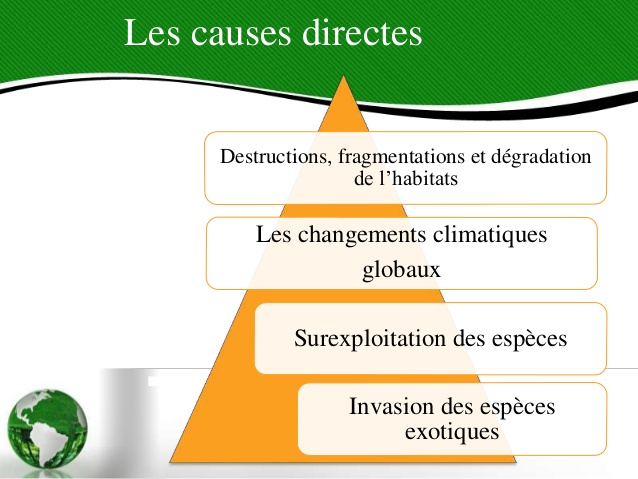 Les causes directes
Destructions, fragmentations et dégradation
de l’habitats
Les changements climatiques
globaux
Surexploitation des espèces
Invasion des espèces
exotiques